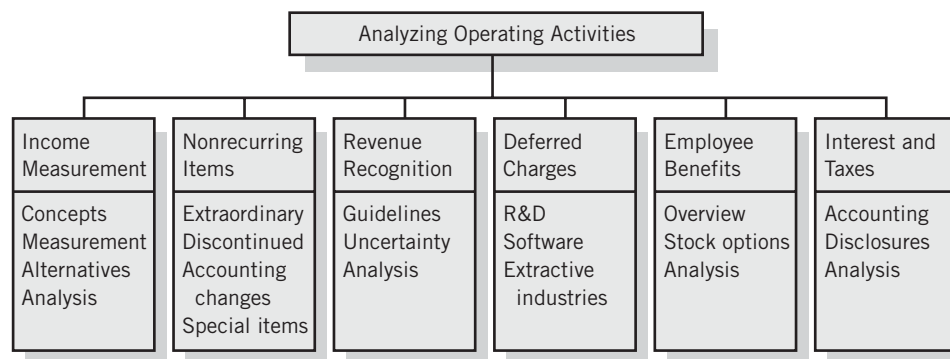 Analyzing Operating Activities
Income
Measurement
Concepts
Measurement
Alternatives
Analysis
Nonrecurring
Items
Extraordinary
Discontinued
Accounting
changes
Special items
Revenue
Recognition
Guidelines
Uncertainty
Analysis
Deferred
Charges
R&D
Software
Extractive
industries
Employee
Benefits
Overview
Stock options
Analysis
Interest and
Taxes
Accounting
Disclosures
Analysis